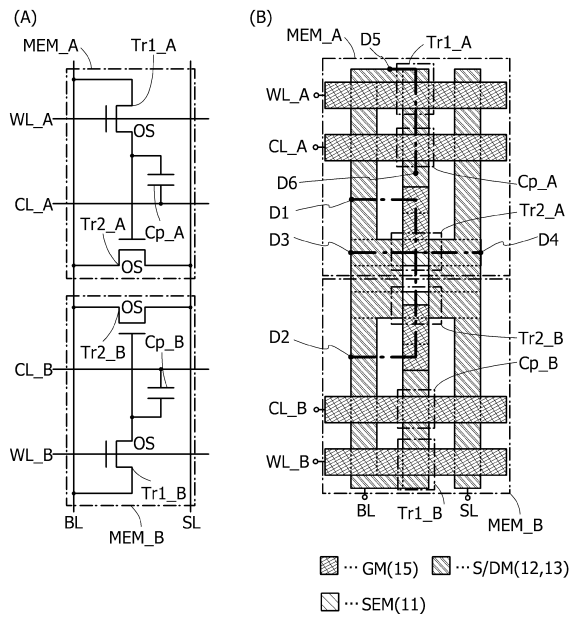 (A)
MEM_A
Tr1_A
WL_A
OS
CL_A
Cp_A
Tr2_A
OS
OS
Tr2_B
Cp_B
CL_B
OS
WL_B
Tr1_B
BL
SL
MEM_B
(B)
MEM_A
D5
Tr1_A
WL_A
CL_A
D6
Cp_A
D1
Tr2_A
D3
D4
D2
Tr2_B
Cp_B
CL_B
WL_B
BL
Tr1_B
SL
MEM_B
··· GM(15)
··· S/DM(12,13)
··· SEM(11)